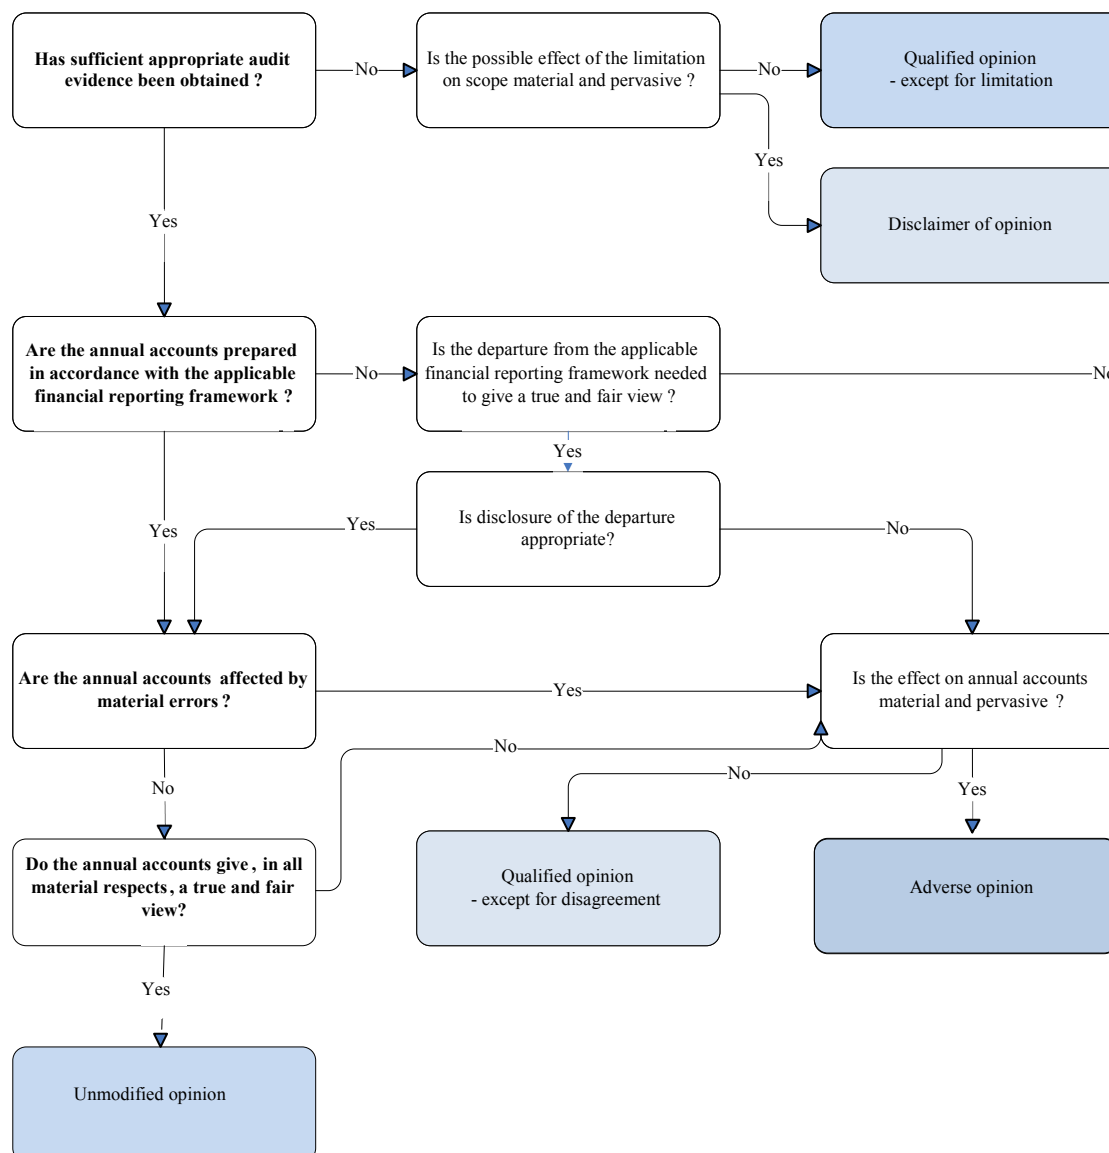 Has sufficient appropriate audit
evidence been obtained ?
No
Is the possible effect of the limitation
on scope material and pervasive ?
No
Qualified opinion
- except for limitation
Yes
Disclaimer of opinion
Yes
Are the annual accounts prepared
in accordance with the applicable
financial reporting framework ?
No
Is the departure from the applicable
financial reporting framework needed
to give a true and fair view ?
No
Yes
Is disclosure of the departure
appropriate?
Yes
No
Yes
Are the annual accounts affected by
material errors ?
Yes
Is the effect on annual accounts
material and pervasive ?
No
No
No
Yes
Do the annual accounts give, in all
material respects, a true and fair
view?
Qualified opinion
- except for disagreement
Adverse opinion
Yes
Unmodified opinion